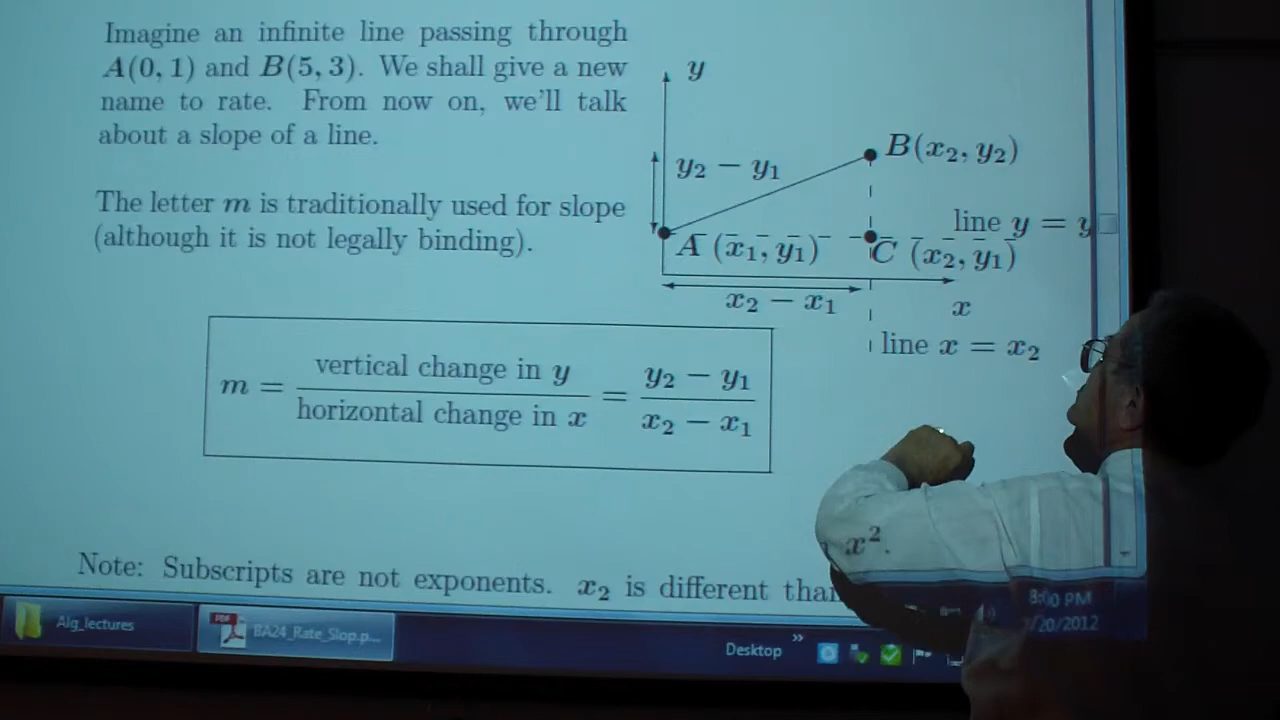 Imagine an infinite line passing through
A(0, 1) and B(5, 3). We shall give a new
name to rate. From now on, we'll talk
about a slope of a line.
The letter m is traditionally used for slope
(although it is not legally binding).
y
B(x₂, y₂)
y₂ − y₁
line y = y
A (x₁, y₁)
C (x₂, y₁)
x₂ − x₁
x
line x = x₂
m = vertical change in y / horizontal change in x = y₂ − y₁ / x₂ − x₁
Note: Subscripts are not exponents. x₂ is different than x².
Alg_lectures
PDF
BA24_Rate_Slop.p...
Desktop
»
8:00 PM
/20/2012